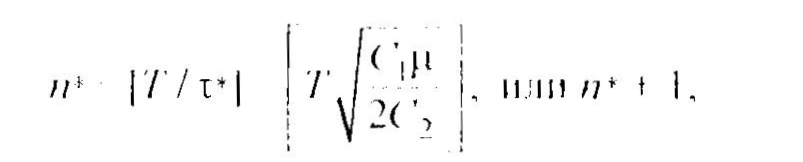 n* = [T / τ*] = [T√(C₁μ / 2C₂)], или n* + 1,